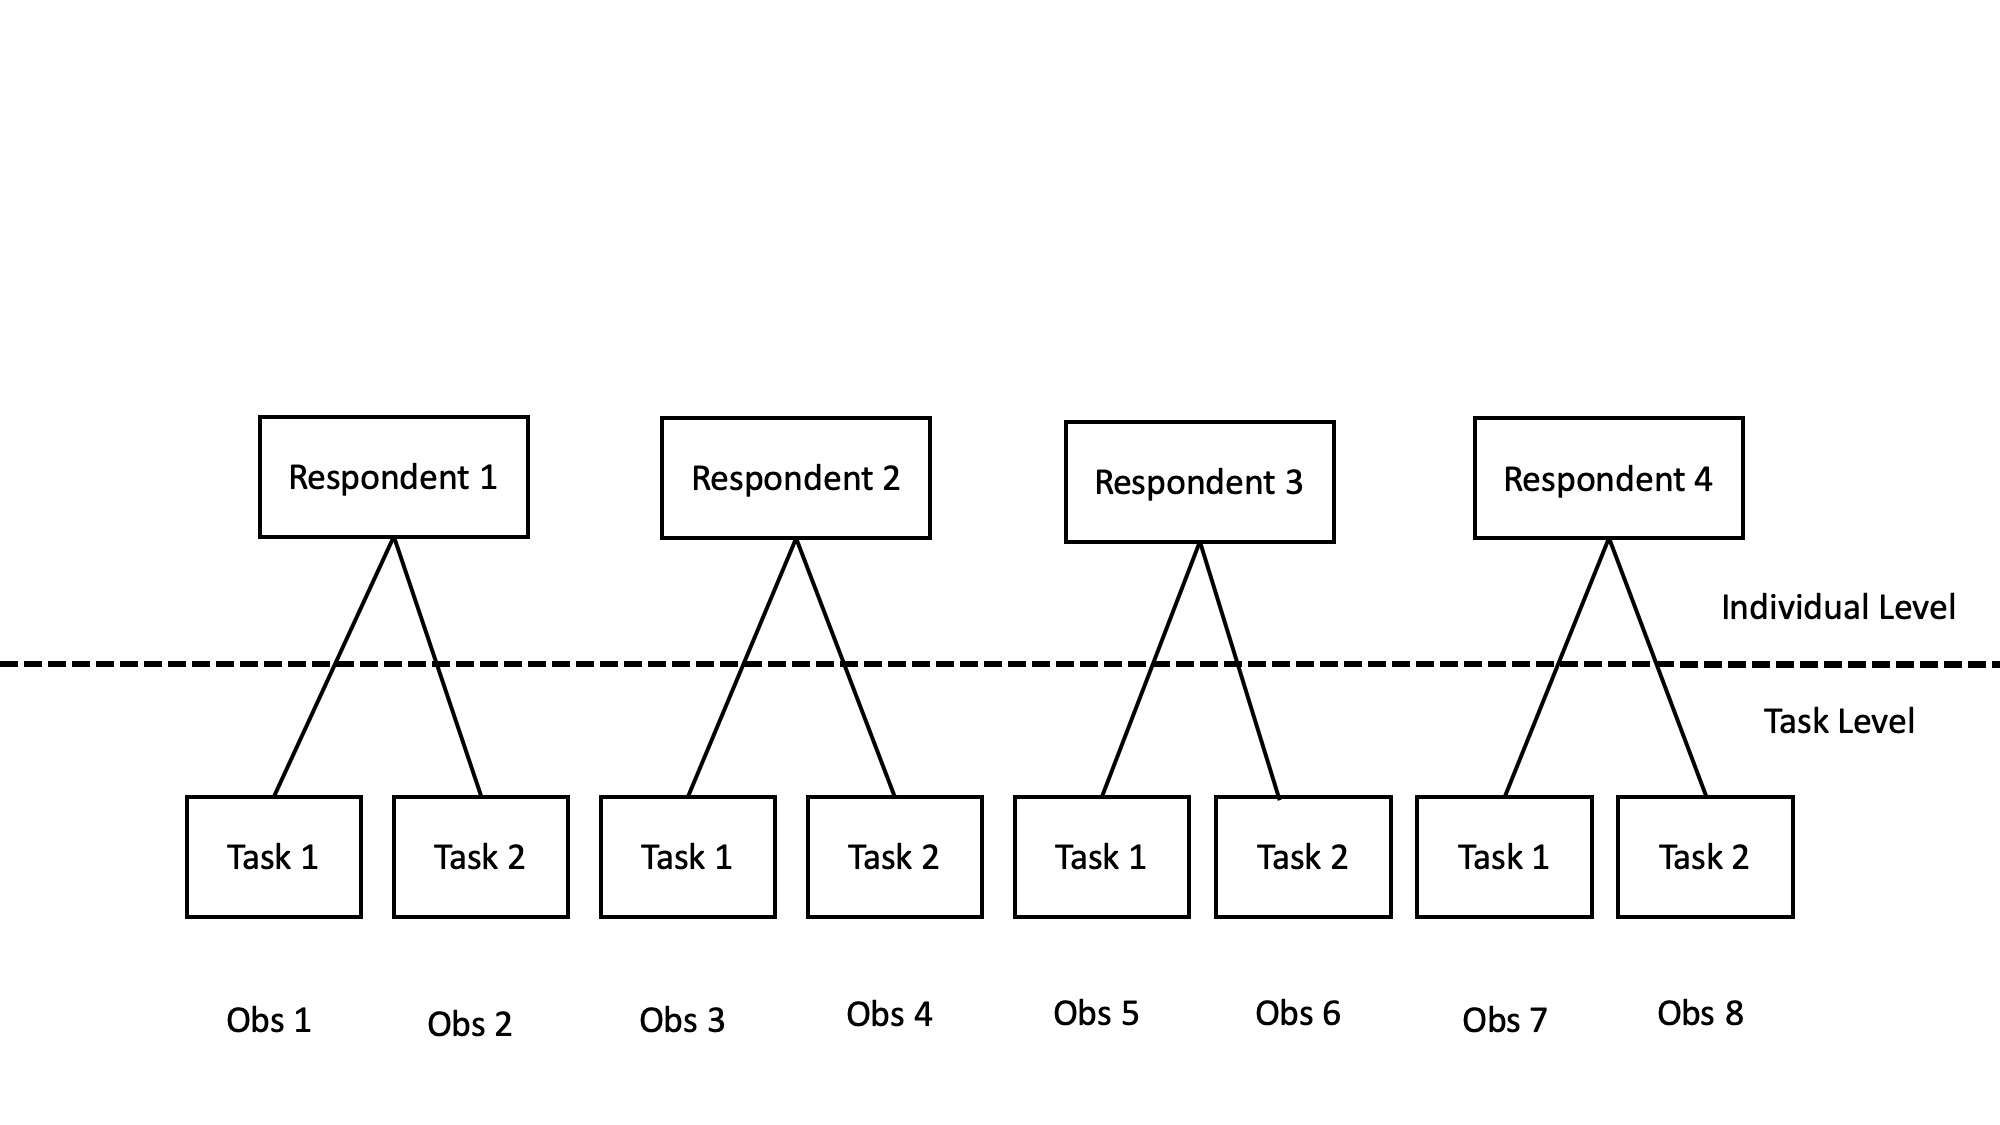 Respondent 1
Respondent 2
Respondent 3
Respondent 4
Individual Level
Task Level
Task 1
Task 2
Task 1
Task 2
Task 1
Task 2
Task 1
Task 2
Obs 1
Obs 2
Obs 3
Obs 4
Obs 5
Obs 6
Obs 7
Obs 8